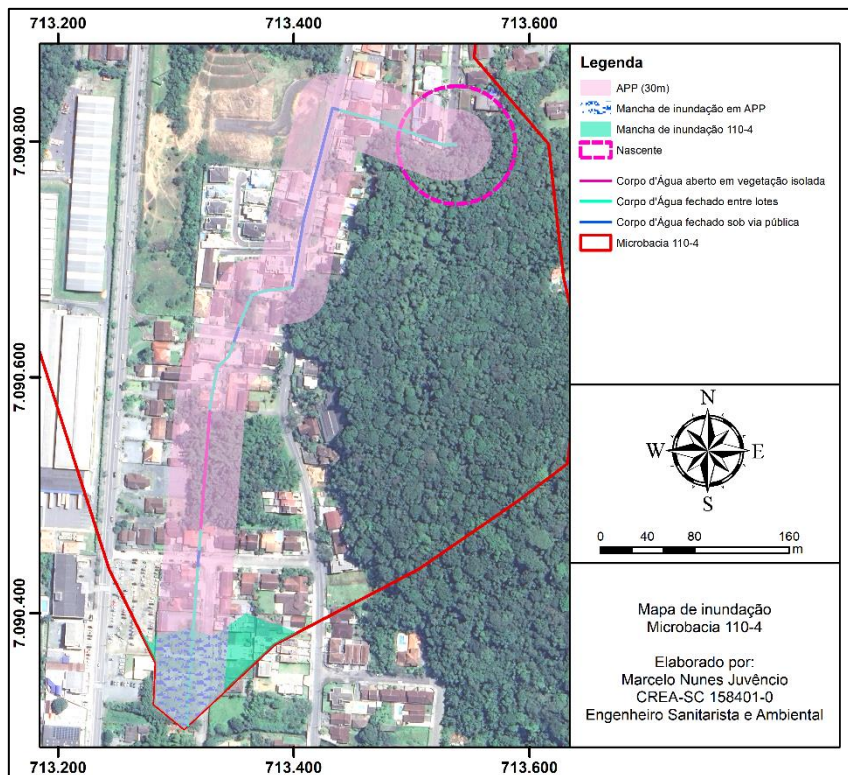 713.200
713.400
713.600
7.090.800
7.090.600
7.090.400
713.200
713.400
713.600
Legenda
APP (30m)
Mancha de inundação em APP
Mancha de inundação 110-4
Nascente
Corpo d'Água aberto em vegetação isolada
Corpo d'Água fechado entre lotes
Corpo d'Água fechado sob via pública
Microbacia 110-4
N
W
E
S
0 40 80 160
m
Mapa de inundação
Microbacia 110-4
Elaborado por:
Marcelo Nunes Juvêncio
CREA-SC 158401-0
Engenheiro Sanitarista e Ambiental